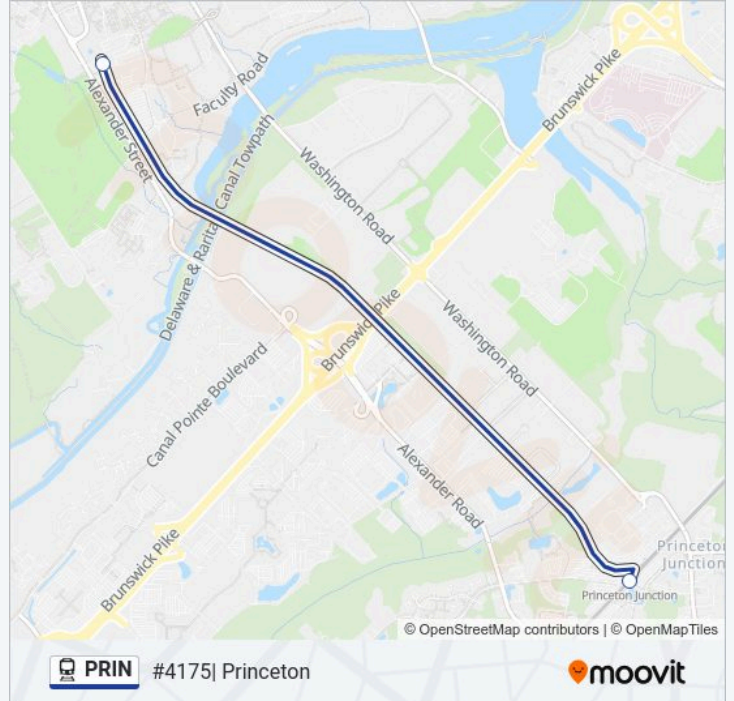 Faculty Road
Brunswick Pike
Alexander Street
Washington Road
Delaware & Raritan Canal Towpath
Brunswick Pike
Washington Road
Canal Pointe Boulevard
Alexander Road
Brunswick Pike
Princeton
Junction
Princeton Junction
© OpenStreetMap contributors | © OpenMapTiles
PRIN #4175| Princeton
moovit